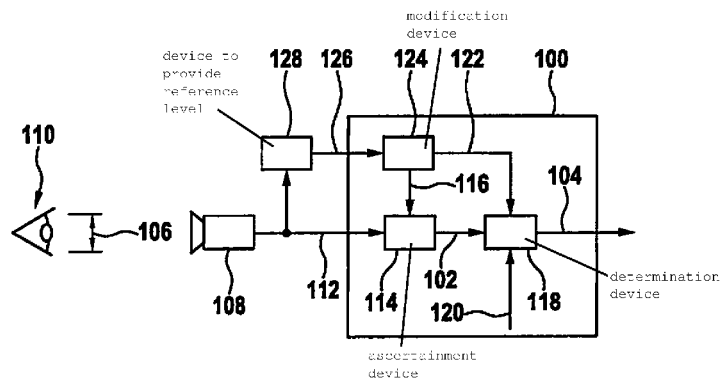 modification
device
device to
provide
reference
level
128
126
124
122
100
110
116
104
106
108
112
114
102
118
120
determination
device
ascertainment
device